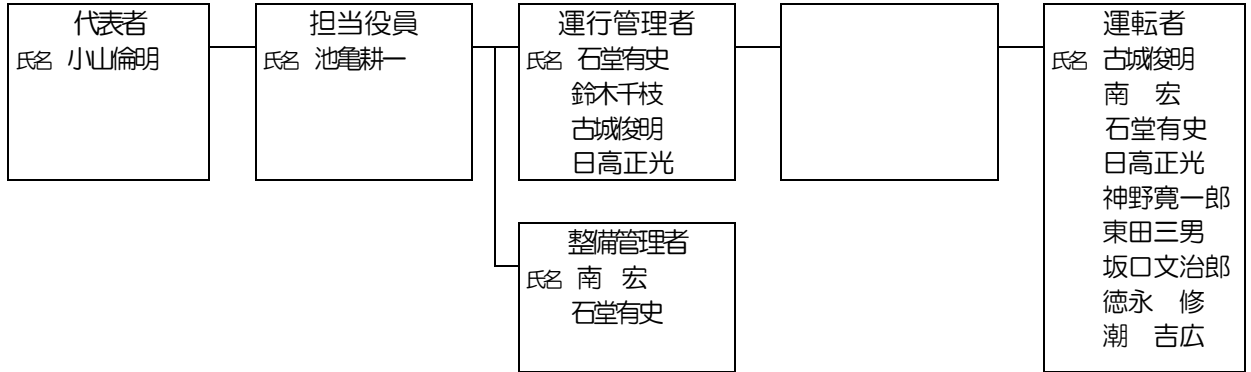 代表者
氏名 小山倫明
担当役員
氏名 池亀耕一
運行管理者
氏名 石堂有史
鈴木千枝
古城俊明
日高正光
整備管理者
氏名 南　宏
石堂有史
運転者
氏名 古城俊明
南　宏
石堂有史
日高正光
神野寛一郎
東田三男
坂口文治郎
徳永　修
潮　吉広